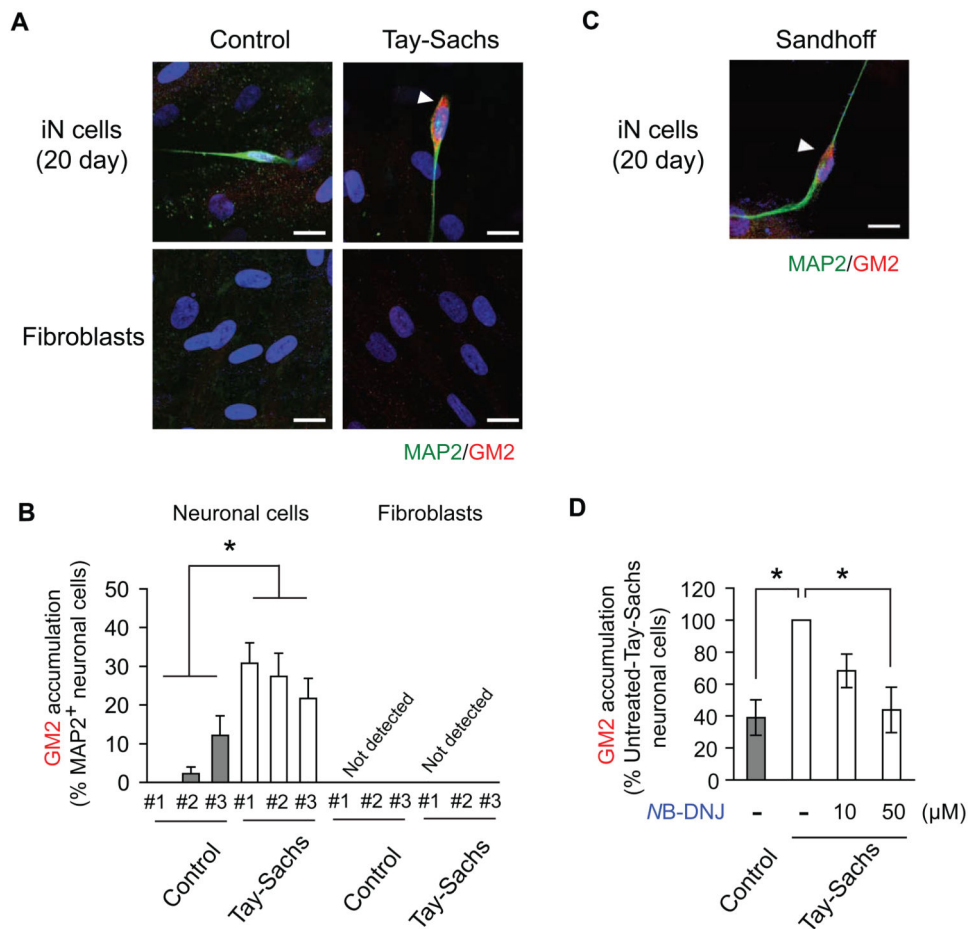 A
Control
Tay-Sachs
iN cells
(20 day)
Fibroblasts
MAP2/GM2
C
Sandhoff
iN cells
(20 day)
MAP2/GM2
B
Neuronal cells
Fibroblasts
*
GM2 accumulation
(% MAP2+ neuronal cells)
50
40
30
20
10
0
Not detected
Not detected
#1 #2 #3 #1 #2 #3 #1 #2 #3 #1 #2 #3
Control
Tay-Sachs
Control
Tay-Sachs
D
* *
GM2 accumulation
(% Untreated-Tay-Sachs
neuronal cells)
120
100
80
60
40
20
0
NB-DNJ - - 10 50 (μM)
Control
Tay-Sachs